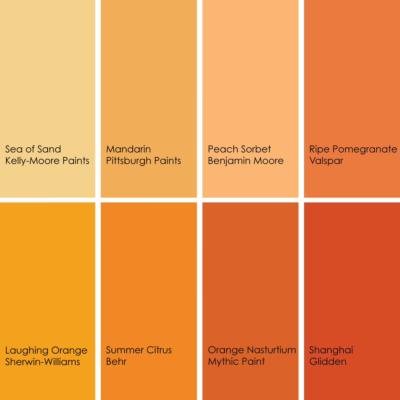 Sea of Sand
Kelly-Moore Paints
Mandarin
Pittsburgh Paints
Peach Sorbet
Benjamin Moore
Ripe Pomegranate
Valspar
Laughing Orange
Sherwin-Williams
Summer Citrus
Behr
Orange Nasturtium
Mythic Paint
Shanghai
Glidden